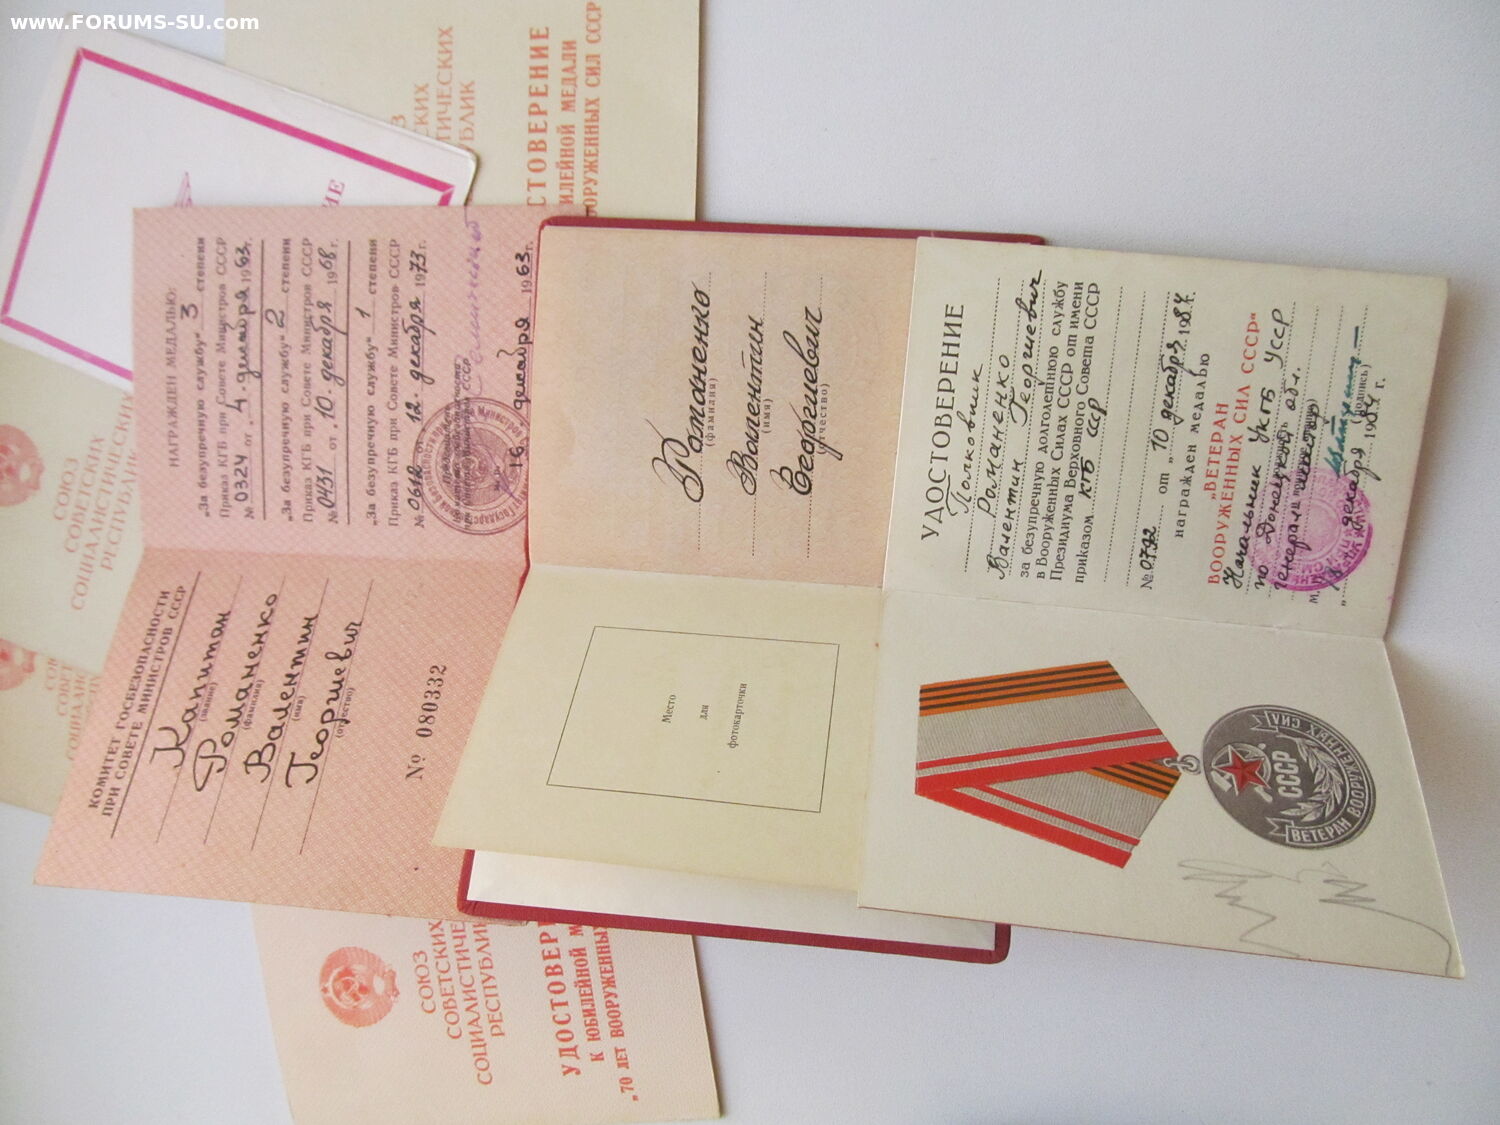 www.FORUMS-SU.com
СОЮЗ
СОВЕТСКИХ
СОЦИАЛИСТИЧЕСКИХ
РЕСПУБЛИК
УДОСТОВЕРЕНИЕ
ЮБИЛЕЙНОЙ МЕДАЛИ
ВООРУЖЕННЫХ СИЛ СССР
КОМИТЕТ ГОСБЕЗОПАСНОСТИ
ПРИ СОВЕТЕ МИНИСТРОВ СССР
Капитан
(звание)
Романенко
(фамилия)
Валентин
(имя)
Георгиевич
(отчество)
№ 080332
НАГРАЖДЕН МЕДАЛЬЮ:
„За безупречную службу“ 3 степени
Приказ КГБ при Совете Министров СССР
№ 0324 от „4“ декабря 1963 г.
„За безупречную службу“ 2 степени
Приказ КГБ при Совете Министров СССР
№ 0431 от „10“ декабря 1968 г.
„За безупречную службу“ 1 степени
Приказ КГБ при Совете Министров СССР
№ 061 от „12“ декабря 1973 г.
16 декабря 1963 г.
Место
для
фотокарточки
Романенко
(фамилия)
Валентин
(имя)
Георгиевич
(отчество)
ВЕТЕРАН ВООРУЖЕННЫХ СИЛ
СССР
УДОСТОВЕРЕНИЕ
Полковник
Романенко
Валентин Георгиевич
за безупречную долголетнюю службу
в Вооруженных Силах СССР от имени
Президиума Верховного Совета СССР
приказом КГБ СССР
№ 0792 от „10 декабря 1984 г.
награжден медалью
„ВЕТЕРАН
ВООРУЖЕННЫХ СИЛ СССР“
Начальник УКГБ УССР
по Донецкой обл.
генерал
(подпись)
декабря 1984 г.
СОЮЗ
СОВЕТСКИХ
СОЦИАЛИСТИЧЕСКИХ
РЕСПУБЛИК
УДОСТОВЕРЕНИЕ
К ЮБИЛЕЙНОЙ
„70 ЛЕТ ВООРУЖЕННЫХ